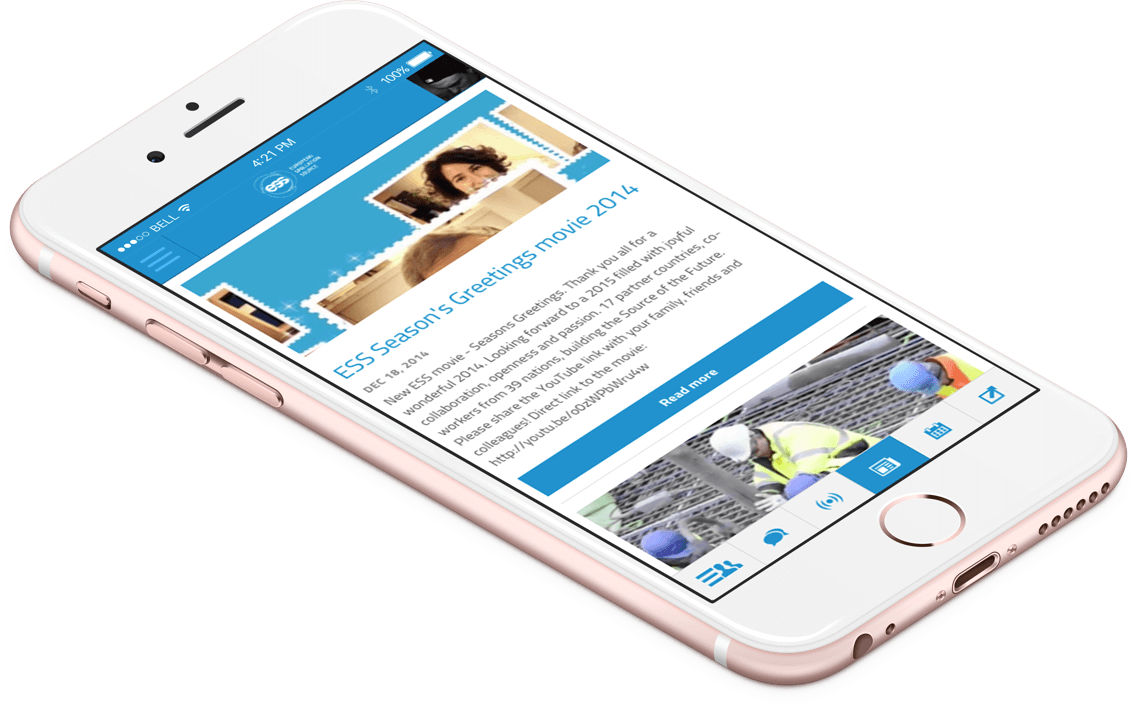 BELL
4:21 PM
100%
ess
EUROPEAN
SPALLATION
SOURCE
ESS Season's Greetings movie 2014
DEC 18, 2014
New ESS movie - Seasons Greetings. Thank you all for a
wonderful 2014. Looking forward to a 2015 filled with joyful
collaboration, openness and passion. 17 partner countries, co-
workers from 39 nations, building the Source of the Future.
Please share the YouTube link with your family, friends and
colleagues! Direct link to the movie:
http://youtu.be/o0zWPbWru4w
Read more